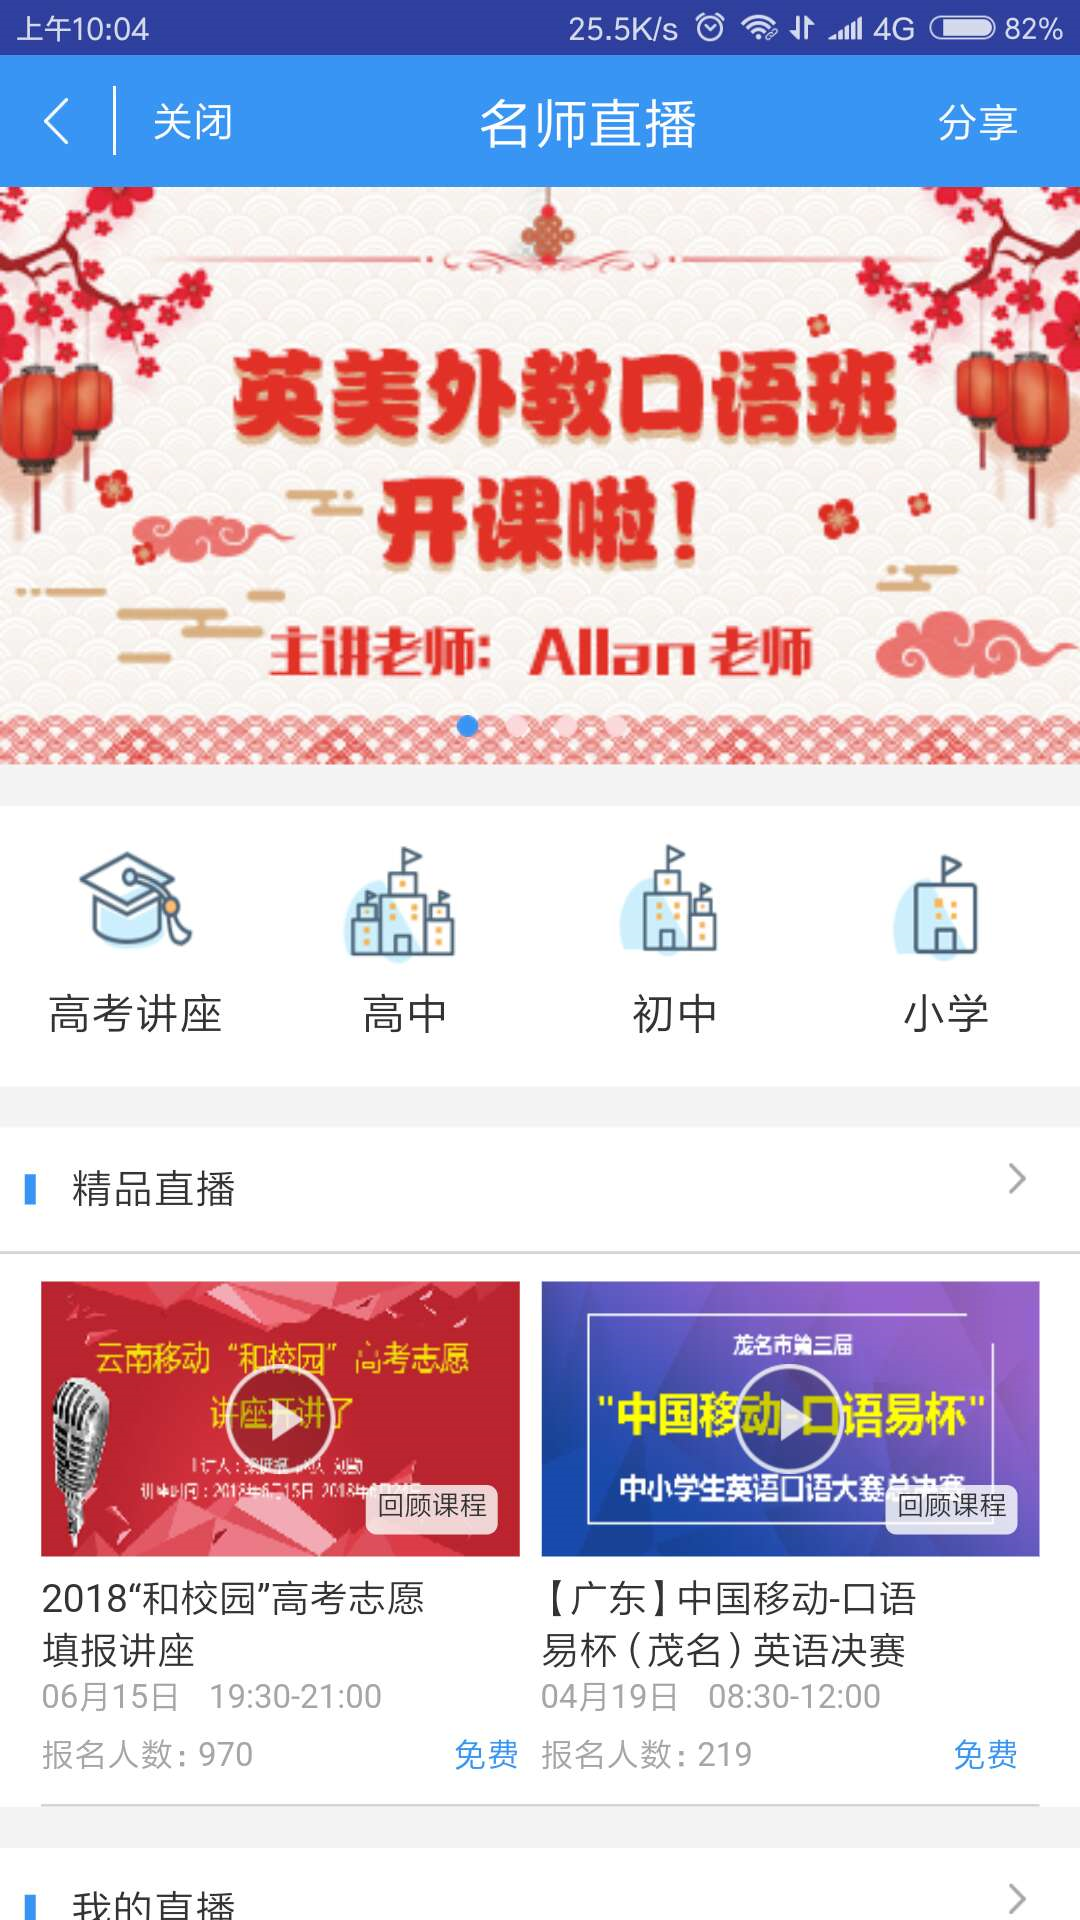 上午10:04 25.5K/s 4G 82%
关闭 名师直播 分享
英美外教口语班
开课啦！
主讲老师：Allan 老师
高考讲座 高中 初中 小学
精品直播
云南移动“和校园”高考志愿
讲座开讲了
茂名市第三届
"中国移动-口语易杯"
中小学生英语口语大赛总决赛
回顾课程 回顾课程
2018“和校园”高考志愿
填报讲座
06月15日 19:30-21:00
报名人数：970 免费
【广东】中国移动-口语
易杯（茂名）英语决赛
04月19日 08:30-12:00
报名人数：219 免费
我的直播